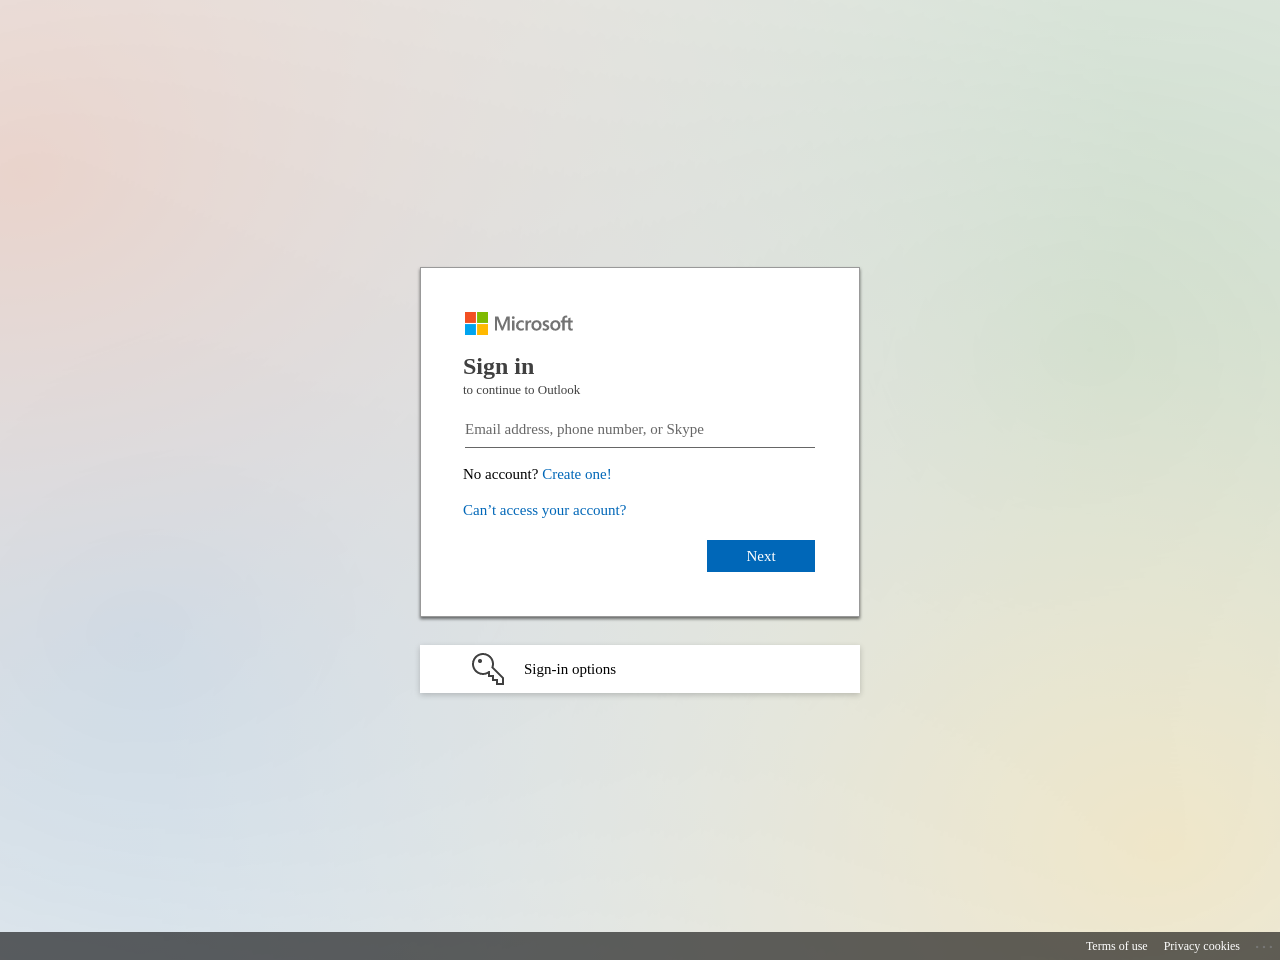 Microsoft
Sign in
to continue to Outlook
Email address, phone number, or Skype
No account? Create one!
Can’t access your account?
Next
Sign-in options
Terms of use Privacy cookies ...